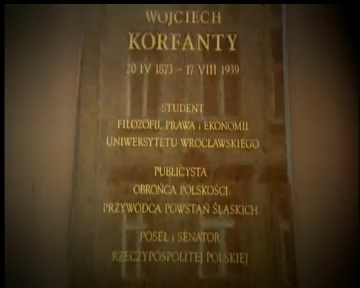 WOJCIECH
KORFANTY
20 IV 1873 - 17 VIII 1939
STUDENT
FILOZOFII, PRAWA i EKONOMII
UNIWERSYTETU WROCŁAWSKIEGO
PUBLICYSTA
OBROŃCA POLSKOŚCI
PRZYWÓDCA POWSTAŃ ŚLĄSKICH
POSEŁ i SENATOR
RZECZYPOSPOLITEJ POLSKIEJ